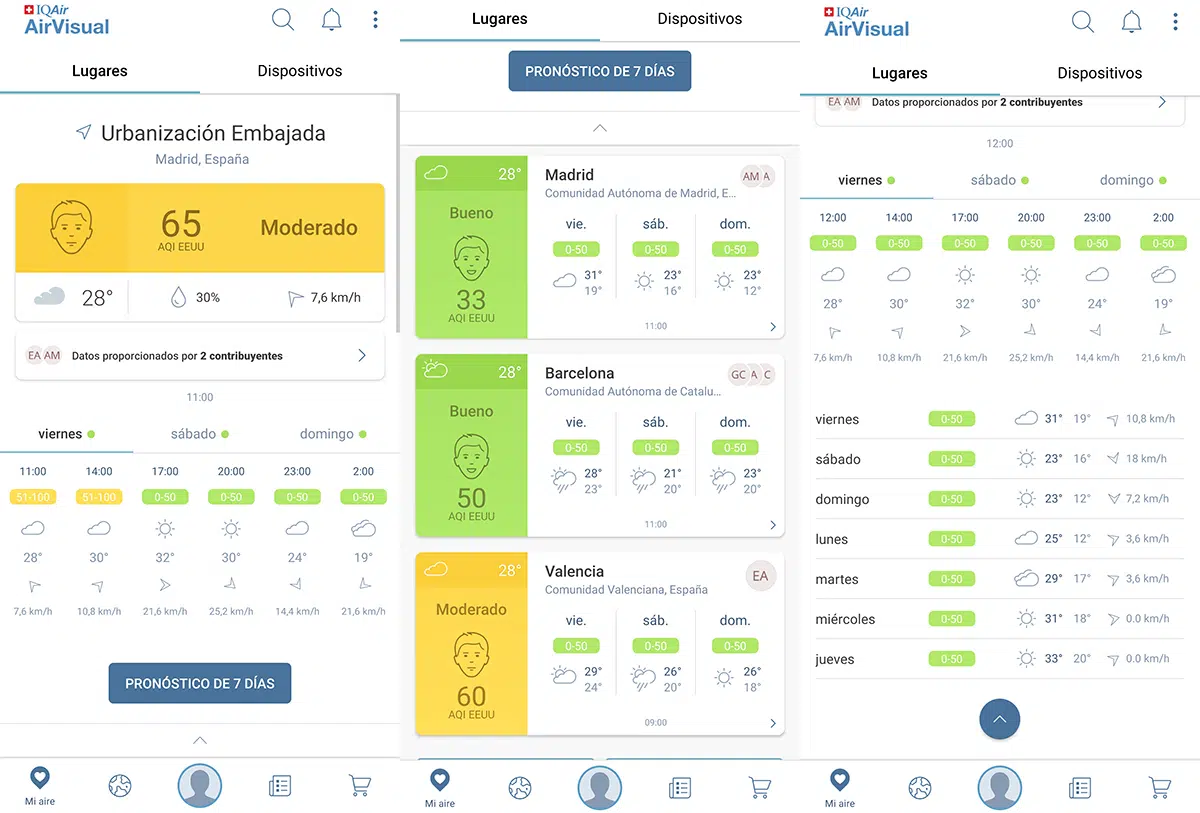 IQAir
AirVisual
Lugares Dispositivos
Urbanización Embajada
Madrid, España
65
AQI EEUU
Moderado
28° 30% 7,6 km/h
EA AM Datos proporcionados por 2 contribuyentes
11:00
viernes sábado domingo
11:00 14:00 17:00 20:00 23:00 2:00
51-100 51-100 0-50 0-50 0-50 0-50
28° 30° 32° 30° 24° 19°
7,6 km/h 10,8 km/h 21,6 km/h 25,2 km/h 14,4 km/h 21,6 km/h
PRONÓSTICO DE 7 DÍAS
Mi aire
Lugares Dispositivos
PRONÓSTICO DE 7 DÍAS
28°
Bueno
33
AQI EEUU
Madrid
AM A
Comunidad Autónoma de Madrid, E...
vie. sáb. dom.
0-50 0-50 0-50
31° 23° 23°
19° 16° 12°
11:00
28°
Bueno
50
AQI EEUU
Barcelona
GC A C
Comunidad Autónoma de Catalu...
vie. sáb. dom.
0-50 0-50 0-50
28° 21° 23°
23° 20° 20°
11:00
28°
Moderado
60
AQI EEUU
Valencia
EA
Comunidad Valenciana, España
vie. sáb. dom.
0-50 0-50 0-50
29° 26° 26°
24° 20° 18°
09:00
Mi aire
IQAir
AirVisual
Lugares Dispositivos
EA AM Datos proporcionados por 2 contribuyentes
12:00
viernes sábado domingo
12:00 14:00 17:00 20:00 23:00 2:00
0-50 0-50 0-50 0-50 0-50 0-50
28° 30° 32° 30° 24° 19°
7,6 km/h 10,8 km/h 21,6 km/h 25,2 km/h 14,4 km/h 21,6 km/h
viernes 0-50 31° 19° 10,8 km/h
sábado 0-50 23° 16° 18 km/h
domingo 0-50 23° 12° 7,2 km/h
lunes 0-50 25° 12° 3,6 km/h
martes 0-50 29° 17° 3,6 km/h
miércoles 0-50 31° 18° 0.0 km/h
jueves 0-50 33° 20° 0.0 km/h
Mi aire